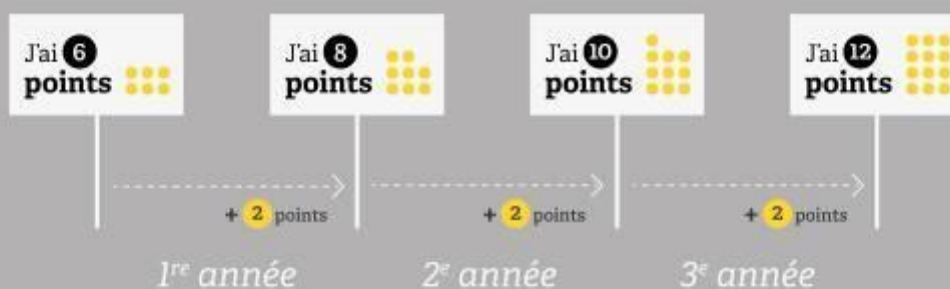 J'ai 6
points
J'ai 8
points
J'ai 10
points
J'ai 12
points
+ 2 points
+ 2 points
+ 2 points
1re année
2e année
3e année